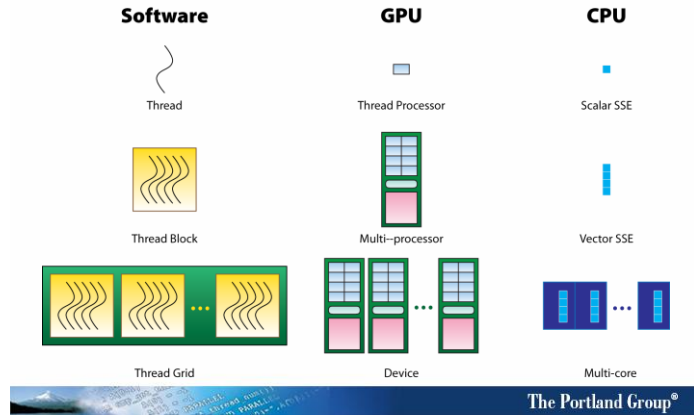 Software GPU CPU
Thread Thread Processor Scalar SSE
Thread Block Multi--processor Vector SSE
Thread Grid Device Multi-core
The Portland Group®